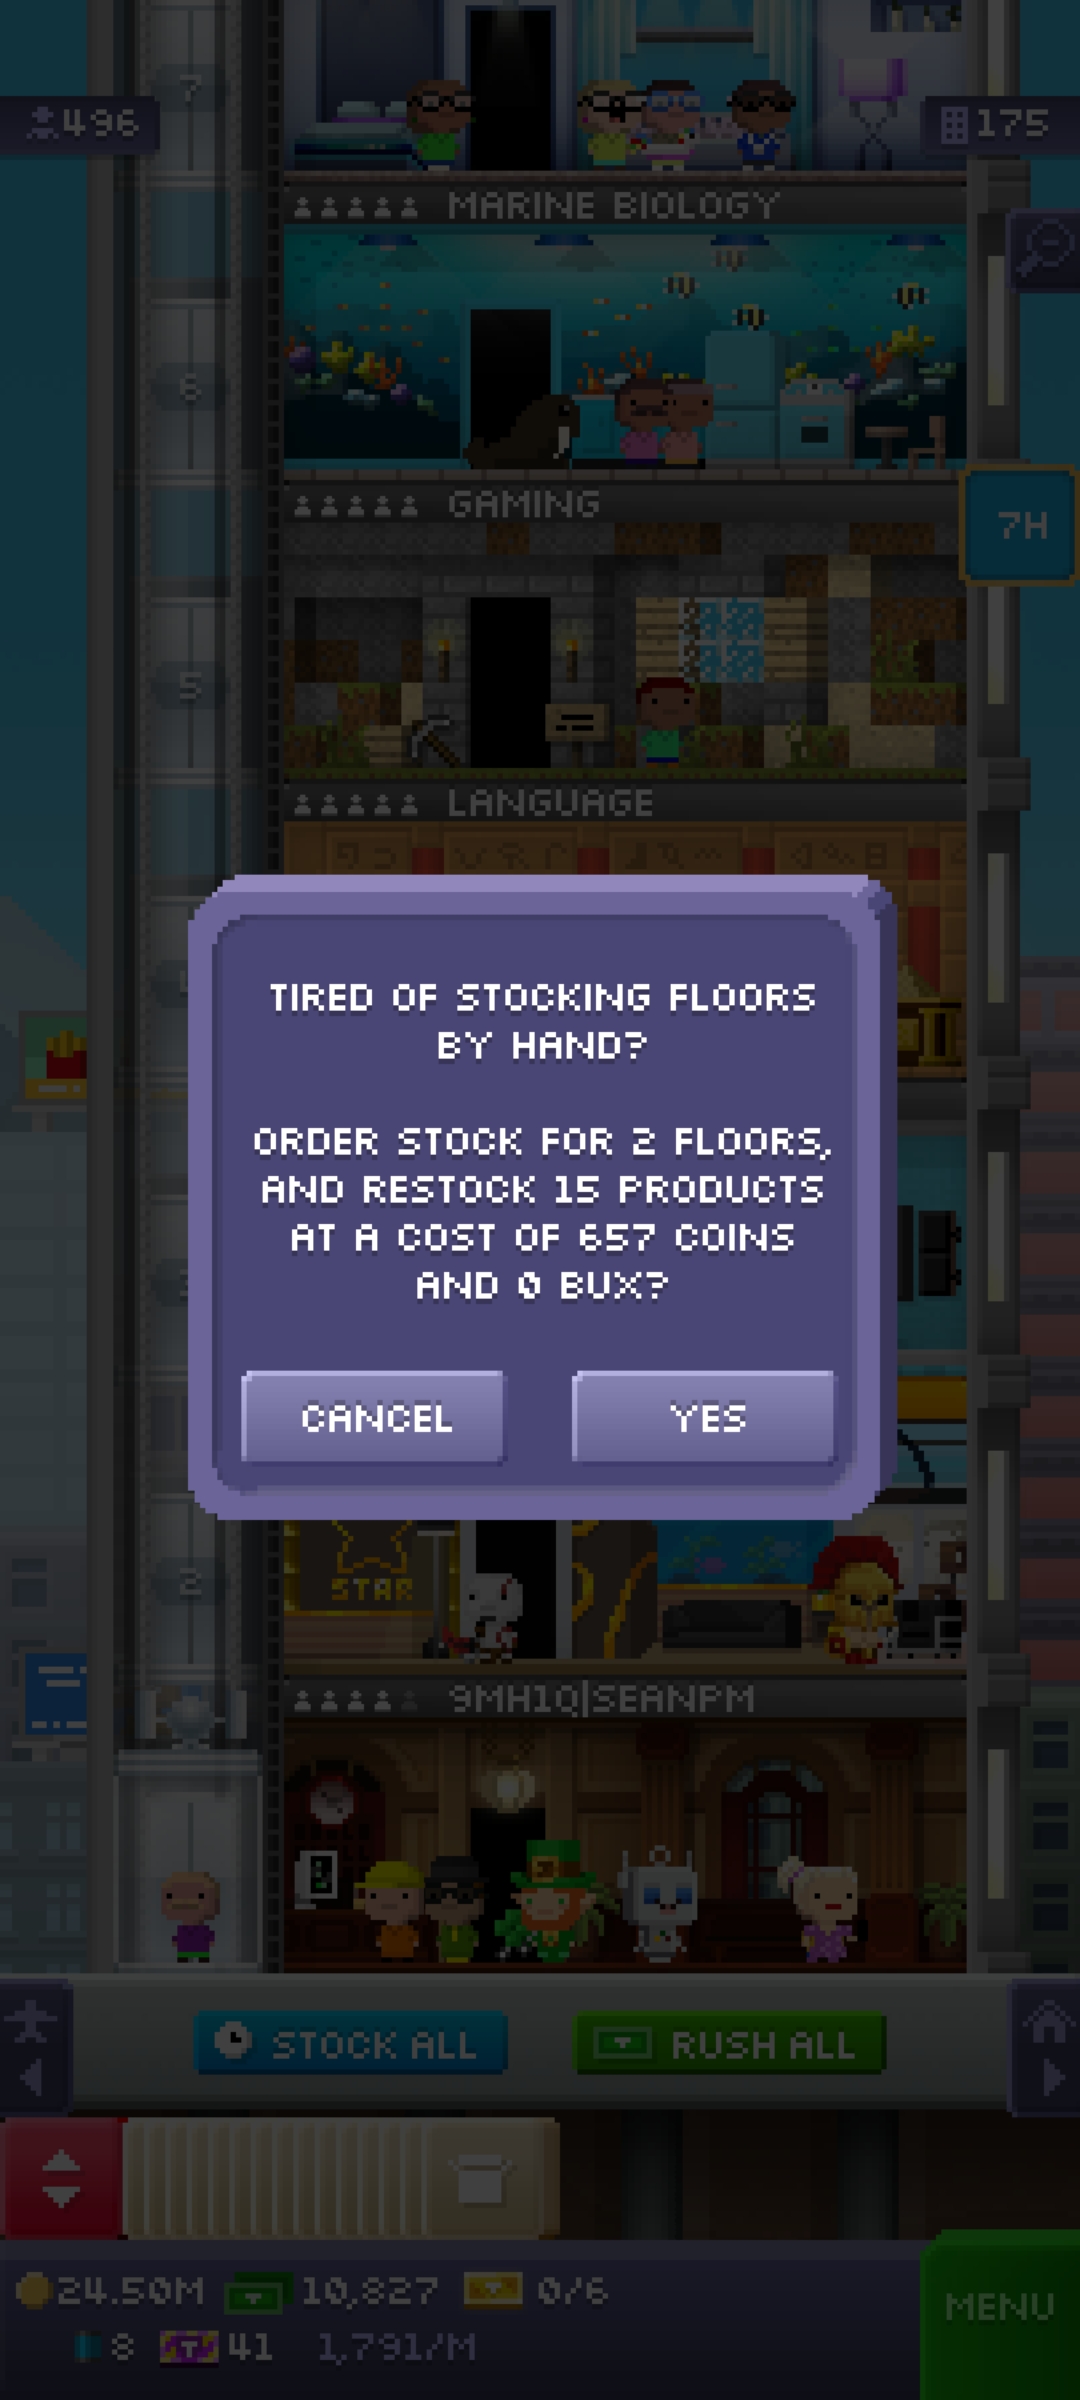 7
496
175
MARINE BIOLOGY
6
GAMING
7H
5
LANGUAGE
TIRED OF STOCKING FLOORS
BY HAND?
ORDER STOCK FOR 2 FLOORS,
AND RESTOCK 15 PRODUCTS
AT A COST OF 657 COINS
AND 0 BUX?
CANCEL
YES
2
STAR
9MH1Q|SEANPM
STOCK ALL
RUSH ALL
24.50M
10,827
0/6
MENU
8
41
1,791/M